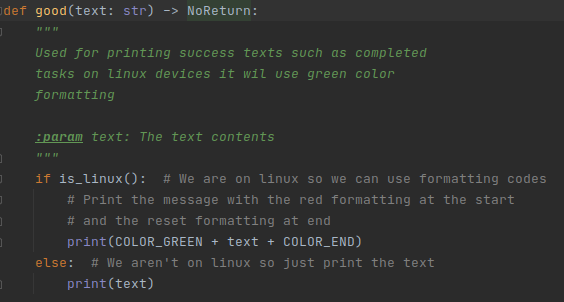 def good(text: str) -> NoReturn:
    """
    Used for printing success texts such as completed
    tasks on linux devices it wil use green color
    formatting

    :param text: The text contents
    """
    if is_linux():  # We are on linux so we can use formatting codes
        # Print the message with the red formatting at the start
        # and the reset formatting at end
        print(COLOR_GREEN + text + COLOR_END)
    else:  # We aren't on linux so just print the text
        print(text)